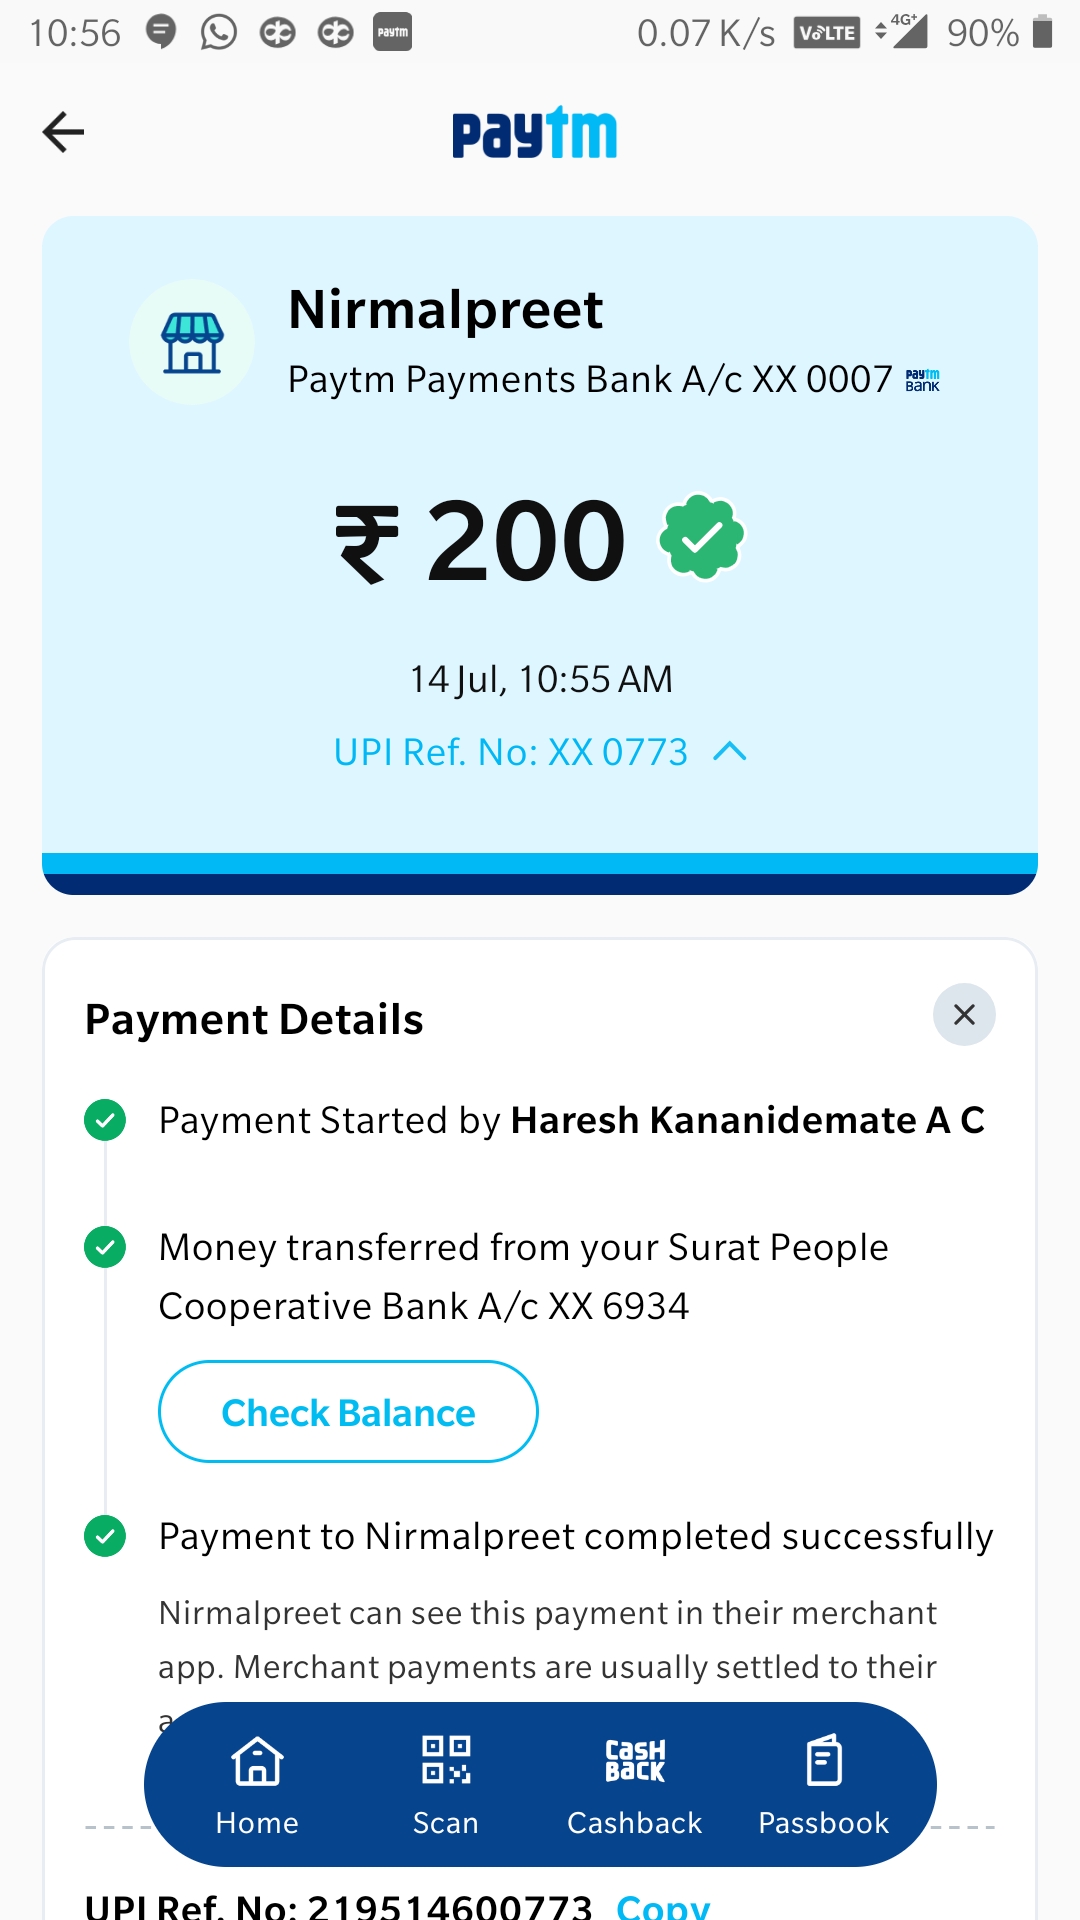 10:56 paytm 0.07 K/s VoLTE 4G+ 90%
paytm
Nirmalpreet
Paytm Payments Bank A/c XX 0007 paytm BANK
₹ 200
14 Jul, 10:55 AM
UPI Ref. No: XX 0773
Payment Details
Payment Started by Haresh Kananidemate A C
Money transferred from your Surat People
Cooperative Bank A/c XX 6934
Check Balance
Payment to Nirmalpreet completed successfully
Nirmalpreet can see this payment in their merchant
app. Merchant payments are usually settled to their
CASH BACK
Home Scan Cashback Passbook
UPI Ref. No: 219514600773 Copy